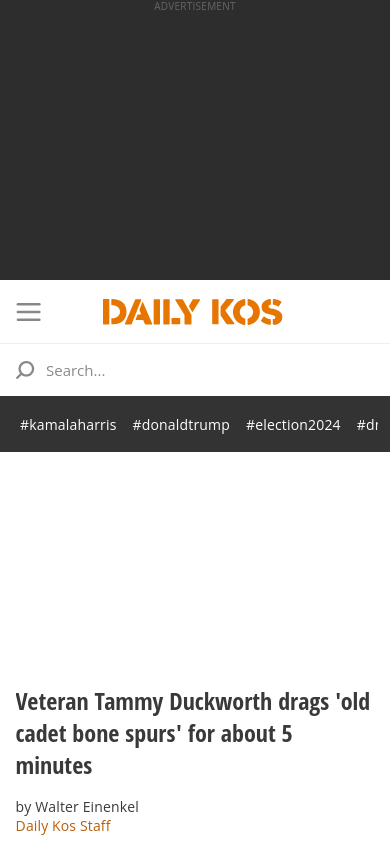 ADVERTISEMENT
DAILY KOS
Search...
#kamalaharris #donaldtrump #election2024
Veteran Tammy Duckworth drags 'old
cadet bone spurs' for about 5
minutes
by Walter Einenkel
Daily Kos Staff